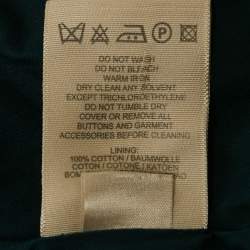 DO NOT WASH
DO NOT BLEACH
WARM IRON
DRY CLEAN ANY SOLVENT
EXCEPT TRICHLOROETHYLENE
DO NOT TUMBLE DRY
COVER OR REMOVE ALL
BUTTONS AND GARMENT
ACCESSORIES BEFORE CLEANING
LINING:
100% COTTON / BAUMWOLLE
COTON / COTONE / KATOEN